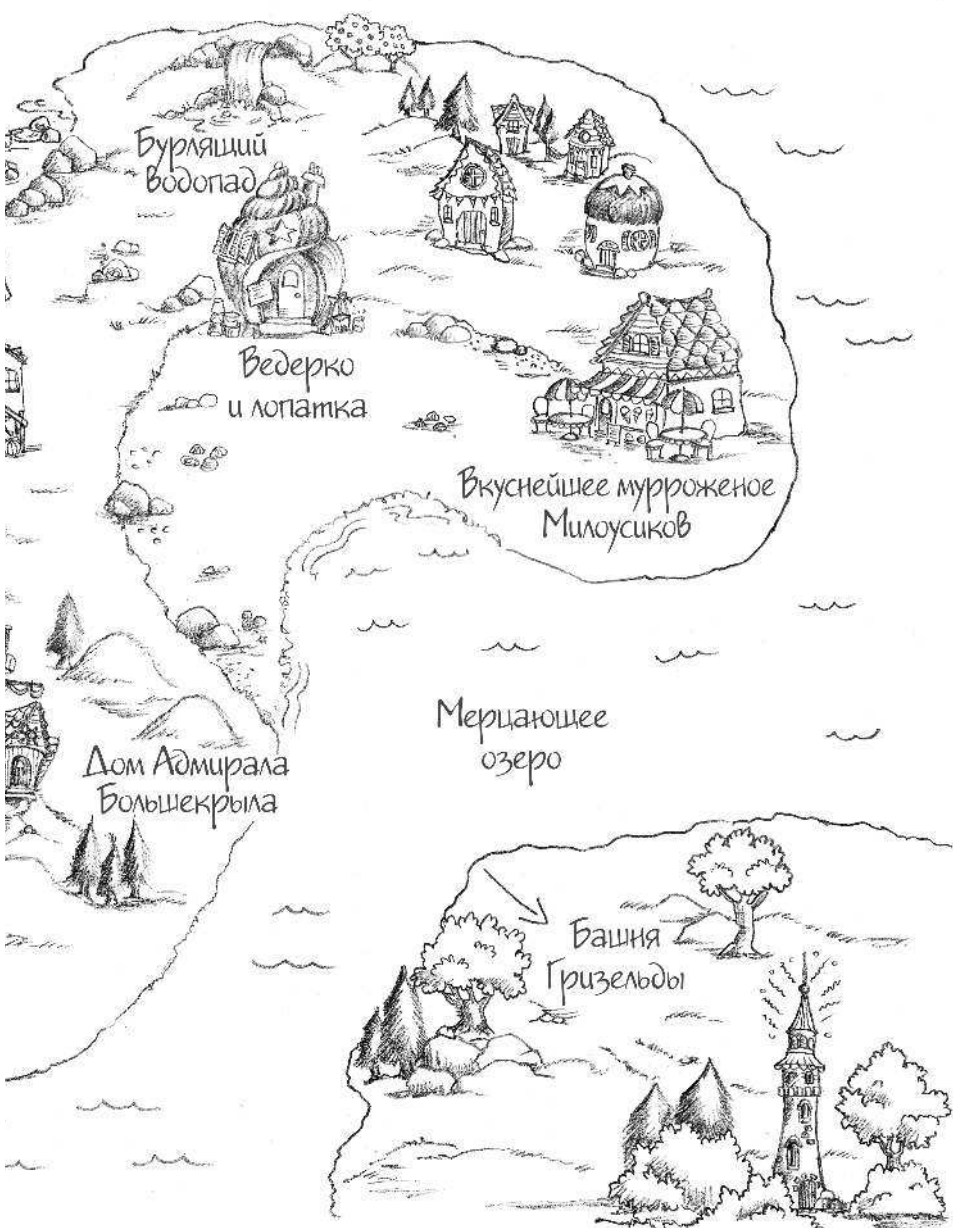 Бурлящий
водопад
Ведерко
и лопатка
Вкуснейшее мурроженое
Милоусиков
Мерцающее
озеро
Дом Адмирала
Большекрыла
Башня
Гризельды